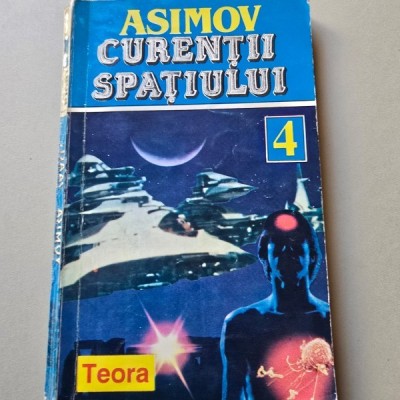 ASIMOV
CURENȚII
SPAȚIULUI
4
Teora